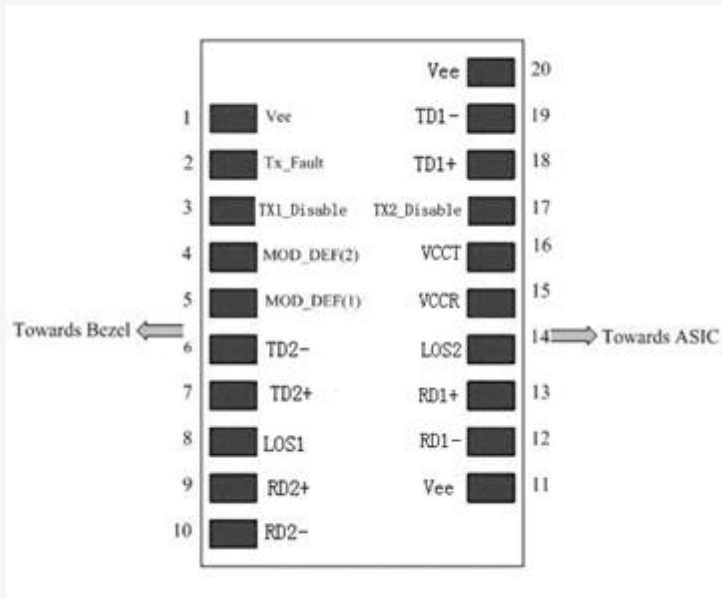 Vee 20
1 Vee TD1- 19
2 Tx_Fault TD1+ 18
3 TX1_Disable TX2_Disable 17
4 MOD_DEF(2) VCCT 16
5 MOD_DEF(1) VCCR 15
Towards Bezel Towards ASIC
6 TD2- LOS2 14
7 TD2+ RD1+ 13
8 LOS1 RD1- 12
9 RD2+ Vee 11
10 RD2-